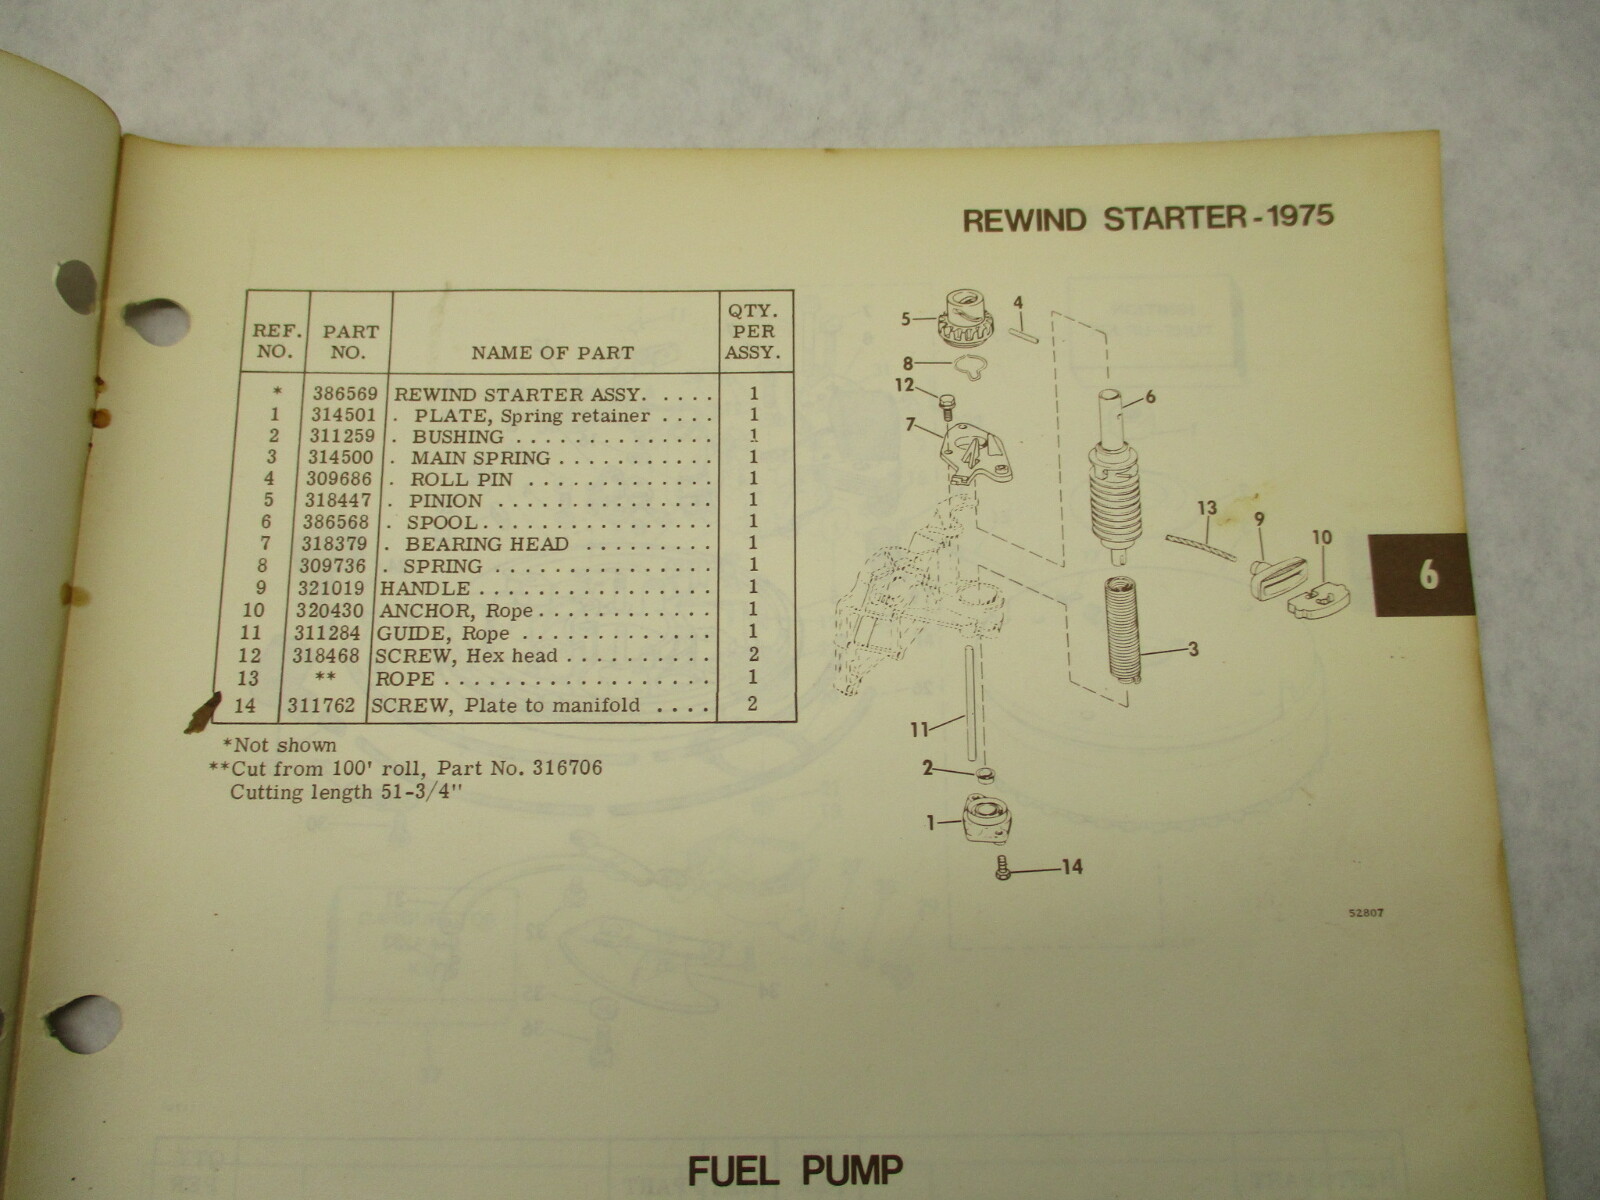 REWIND STARTER-1975
REF. NO. PART NO. NAME OF PART QTY. PER ASSY.
* 386569 REWIND STARTER ASSY. . . . . 1
1 314501 . PLATE, Spring retainer . . . . 1
2 311259 . BUSHING . . . . . . . . . . . . . . 1
3 314500 . MAIN SPRING . . . . . . . . . . . 1
4 309686 . ROLL PIN . . . . . . . . . . . . . 1
5 318447 . PINION . . . . . . . . . . . . . . . 1
6 386568 . SPOOL . . . . . . . . . . . . . . . . 1
7 318379 . BEARING HEAD . . . . . . . . . 1
8 309736 . SPRING . . . . . . . . . . . . . . . 1
9 321019 HANDLE . . . . . . . . . . . . . . . . . 1
10 320430 ANCHOR, Rope . . . . . . . . . . . . 1
11 311284 GUIDE, Rope . . . . . . . . . . . . . 1
12 318468 SCREW, Hex head . . . . . . . . . . 2
13 ** ROPE . . . . . . . . . . . . . . . . . . . 1
14 311762 SCREW, Plate to manifold . . . . 2
*Not shown
**Cut from 100' roll, Part No. 316706
Cutting length 51-3/4"
5
4
8
12
7
6
13
9
10
3
11
2
1
14
6
52807
FUEL PUMP